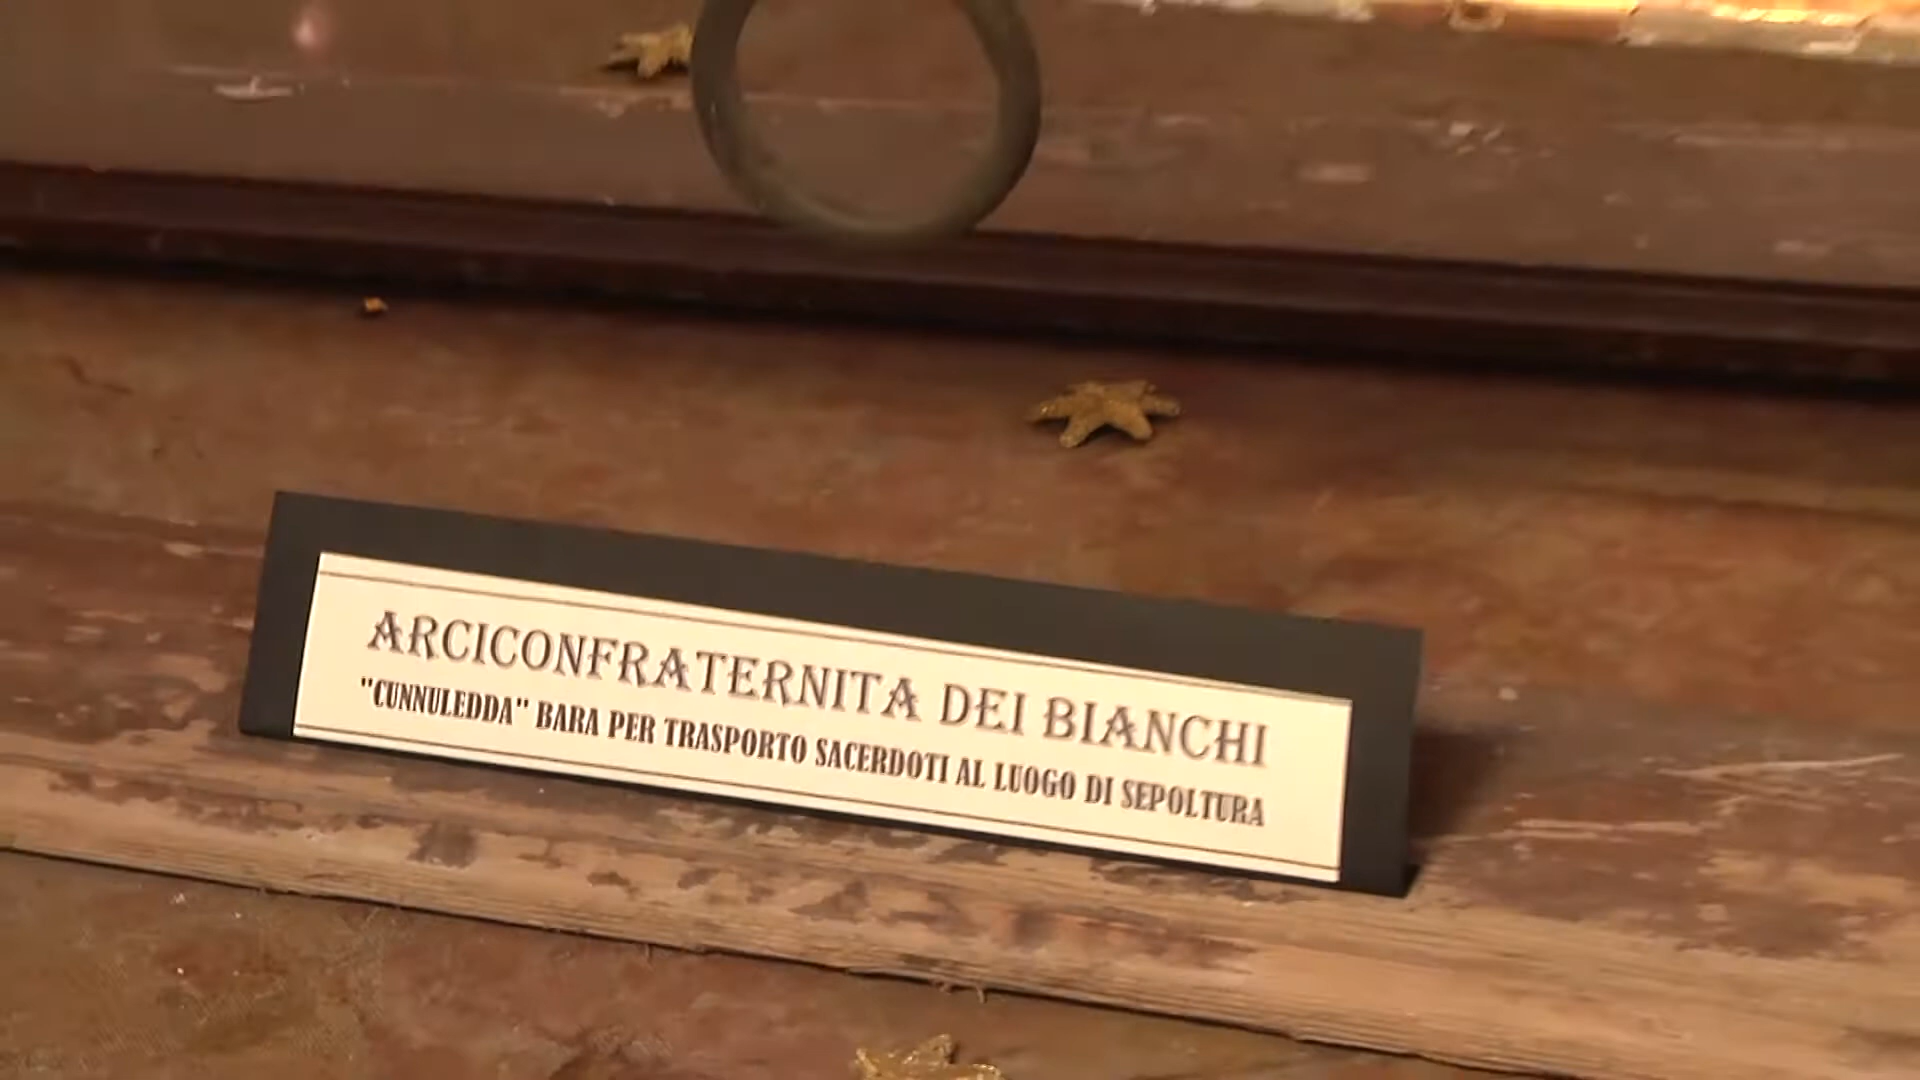 ARCICONFRATERNITA DEI BIANCHI
"CUNNULEDDA" BARA PER TRASPORTO SACERDOTI AL LUOGO DI SEPOLTURA